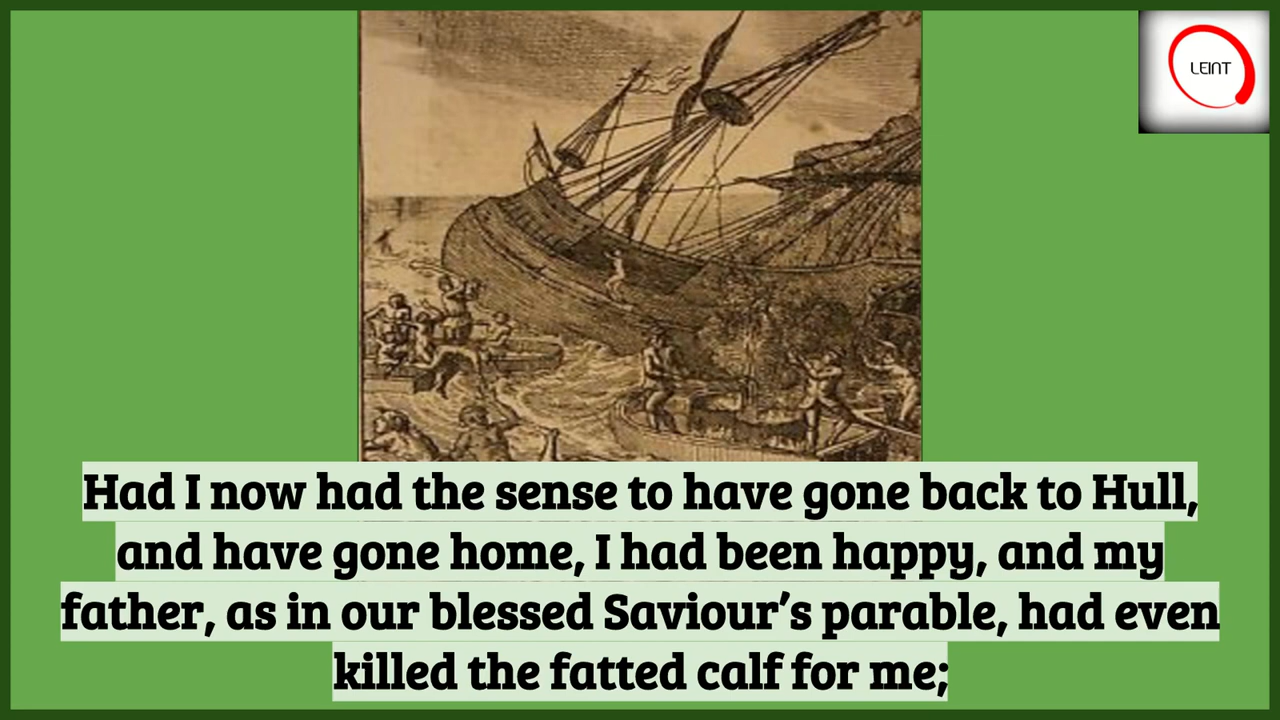 LEINT
Had I now had the sense to have gone back to Hull,
and have gone home, I had been happy, and my
father, as in our blessed Saviour’s parable, had even
killed the fatted calf for me;